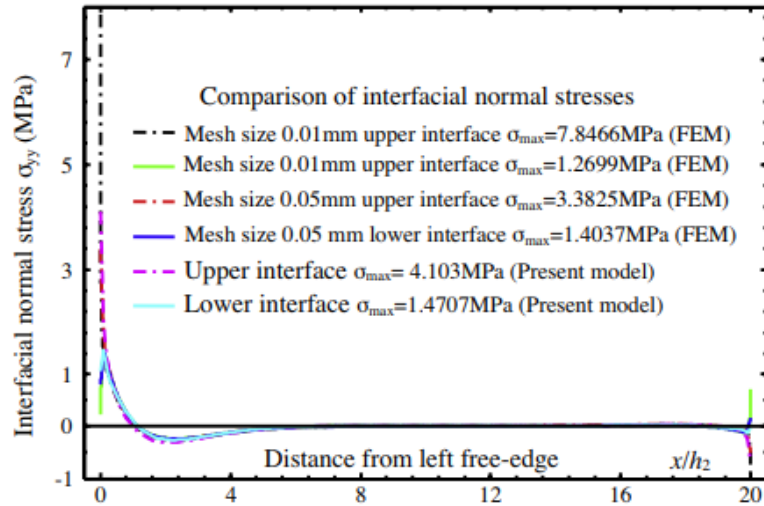 7
5
3
1
0
-1
Interfacial normal stress σyy (MPa)
Comparison of interfacial normal stresses
Mesh size 0.01mm upper interface σmax=7.8466MPa (FEM)
Mesh size 0.01mm upper interface σmax=1.2699MPa (FEM)
Mesh size 0.05mm upper interface σmax=3.3825MPa (FEM)
Mesh size 0.05 mm lower interface σmax=1.4037MPa (FEM)
Upper interface σmax= 4.103MPa (Present model)
Lower interface σmax=1.4707MPa (Present model)
Distance from left free-edge x/h2
0 4 8 12 16 20